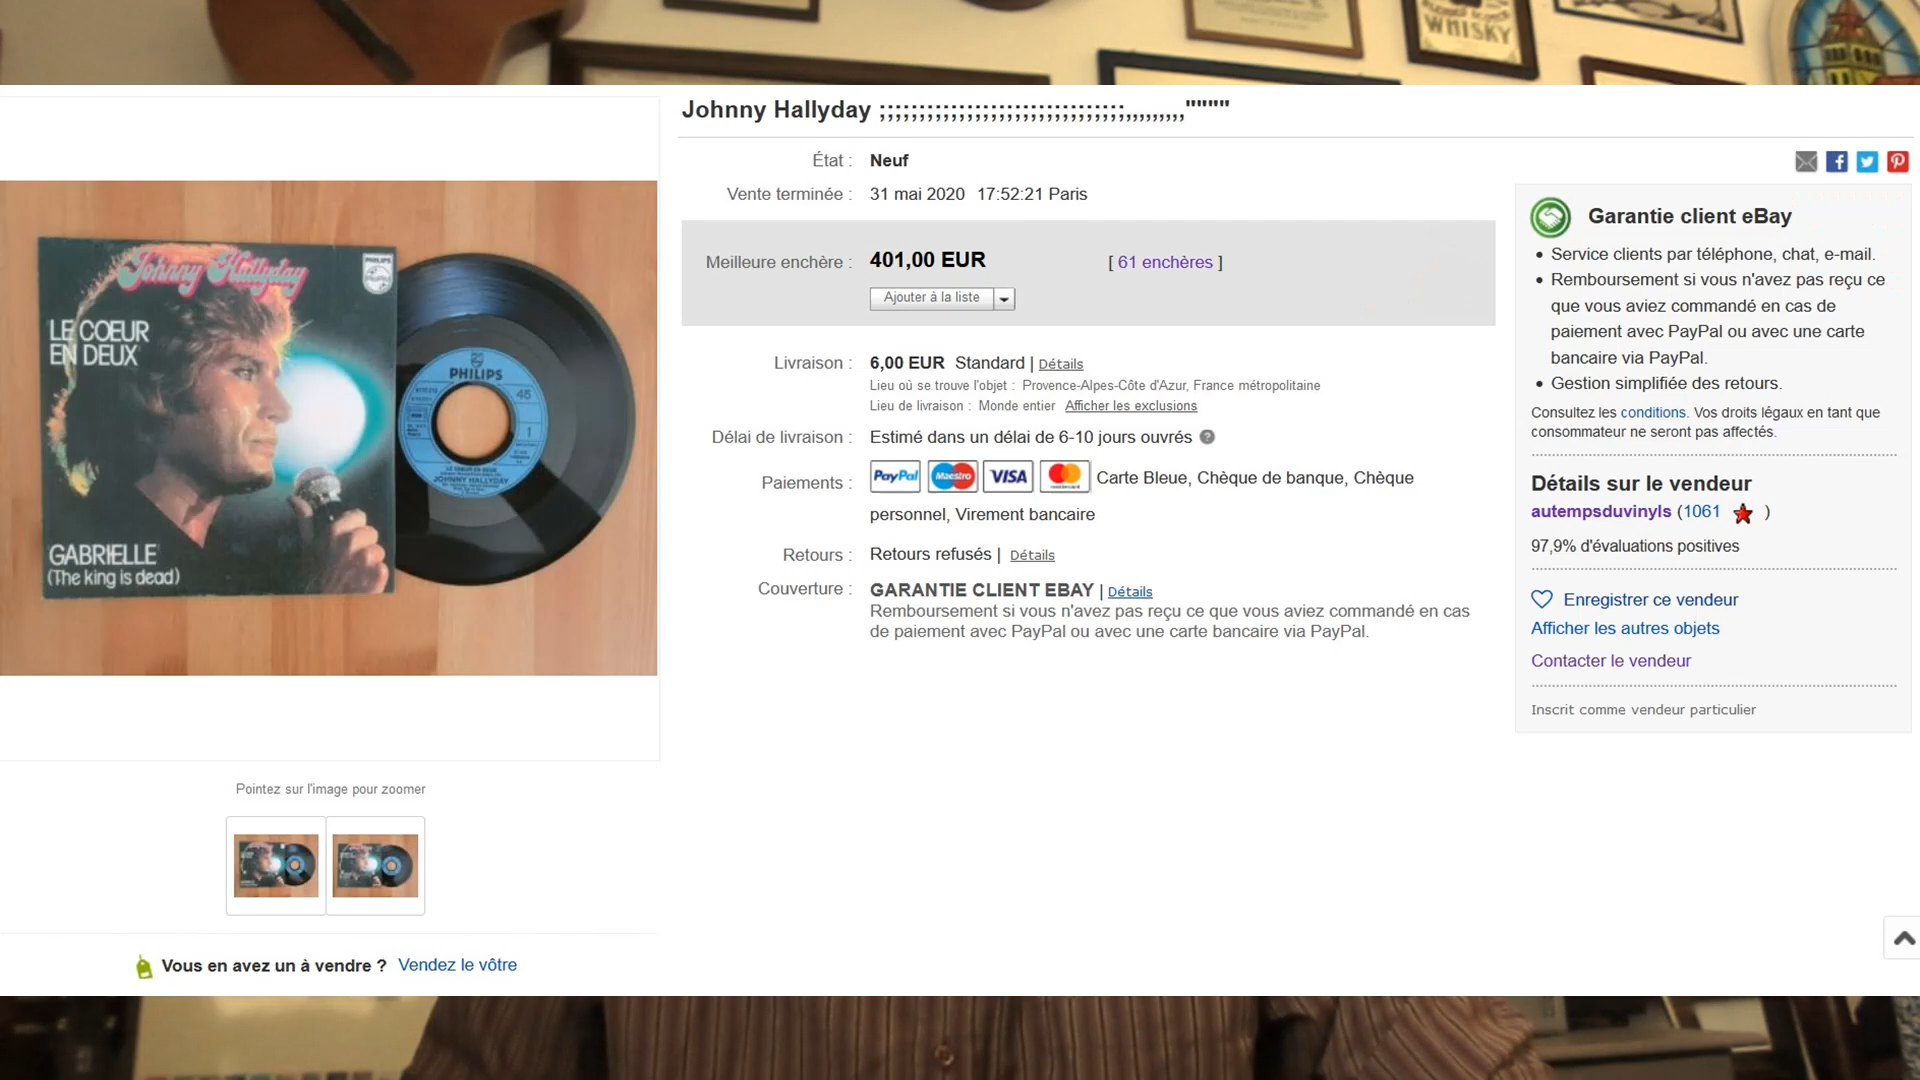 WHISKY
Johnny Hallyday ;;;;;;;;;;;;;;;;;;;;;;;;;;;;;;;,,,,,,,,""""
État : Neuf
Vente terminée : 31 mai 2020 17:52:21 Paris
Meilleure enchère : 401,00 EUR [ 61 enchères ]
Ajouter à la liste
Livraison : 6,00 EUR Standard | Détails
Lieu où se trouve l'objet : Provence-Alpes-Côte d'Azur, France métropolitaine
Lieu de livraison : Monde entier Afficher les exclusions
Délai de livraison : Estimé dans un délai de 6-10 jours ouvrés ?
Paiements : PayPal Maestro VISA mastercard Carte Bleue, Chèque de banque, Chèque
personnel, Virement bancaire
Retours : Retours refusés | Détails
Couverture : GARANTIE CLIENT EBAY | Détails
Remboursement si vous n'avez pas reçu ce que vous aviez commandé en cas
de paiement avec PayPal ou avec une carte bancaire via PayPal.
Garantie client eBay
• Service clients par téléphone, chat, e-mail.
• Remboursement si vous n'avez pas reçu ce
que vous aviez commandé en cas de
paiement avec PayPal ou avec une carte
bancaire via PayPal.
• Gestion simplifiée des retours.
Consultez les conditions. Vos droits légaux en tant que
consommateur ne seront pas affectés.
Détails sur le vendeur
autempsduvinyls (1061 )
97,9% d'évaluations positives
Enregistrer ce vendeur
Afficher les autres objets
Contacter le vendeur
Inscrit comme vendeur particulier
Johnny Hallyday
PHILIPS
LE COEUR
EN DEUX
GABRIELLE
(The king is dead)
PHILIPS
45
1
LE COEUR EN DEUX
JOHNNY HALLYDAY
Pointez sur l'image pour zoomer
Vous en avez un à vendre ? Vendez le vôtre